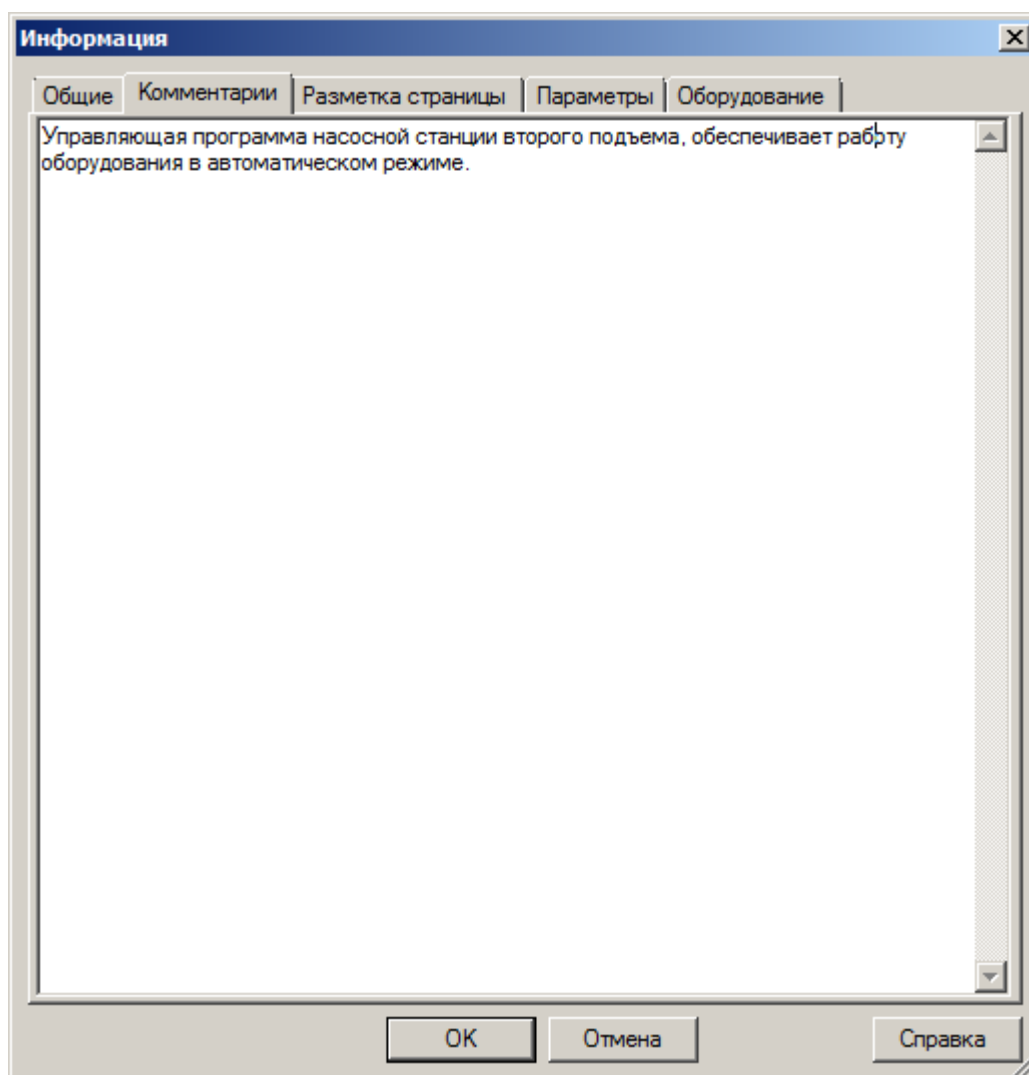 Информация
Общие Комментарии Разметка страницы Параметры Оборудование
Управляющая программа насосной станции второго подъема, обеспечивает работу
оборудования в автоматическом режиме.
OK Отмена Справка